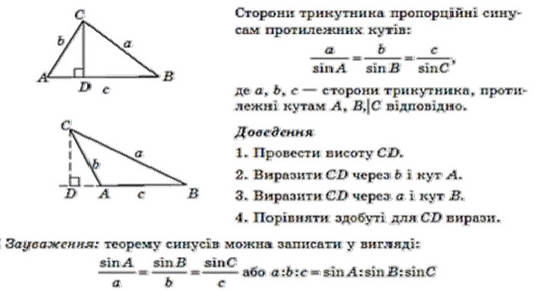 C
b
a
A
D
c
B
Сторони трикутника пропорційні сину-
сам протилежних кутів:
a/sinA = b/sinB = c/sinC,
де a, b, c — сторони трикутника, проти-
лежні кутам A, B, C відповідно.
C
b
a
D
A
c
B
Доведення
1. Провести висоту CD.
2. Виразити CD через b і кут A.
3. Виразити CD через a і кут B.
4. Порівняти здобуті для CD вирази.
Зауваження: теорему синусів можна записати у вигляді:
sinA/a = sinB/b = sinC/c або a:b:c = sinA:sinB:sinC